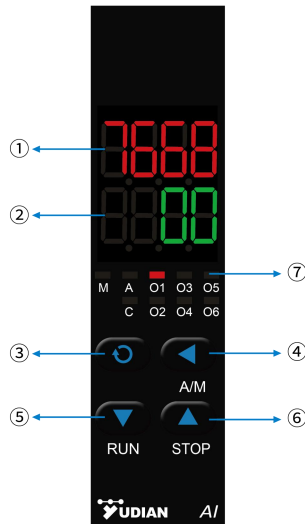 ① 7668
② 00
⑦
M A O1 O3 O5
C O2 O4 O6
③ ④
A/M
⑤ ⑥
RUN STOP
YUDIAN AI